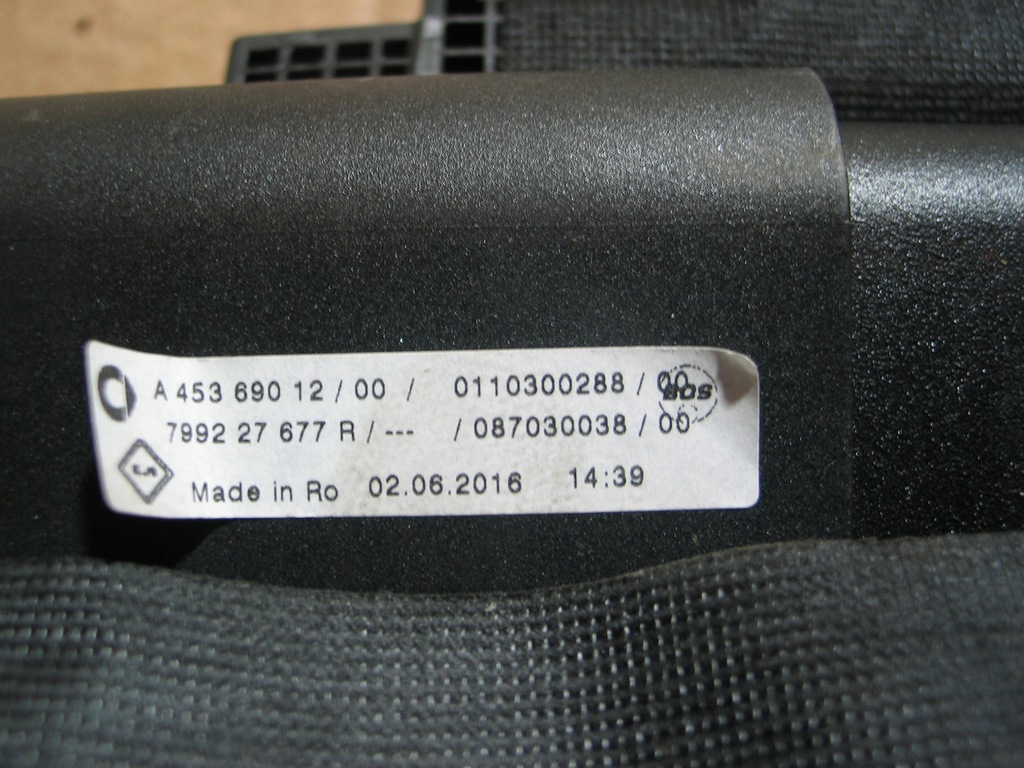 A 453 690 12 / 00 / 0110300288 / 00
BOS
7992 27 677 R / --- / 087030038 / 00
Made in Ro 02.06.2016 14:39